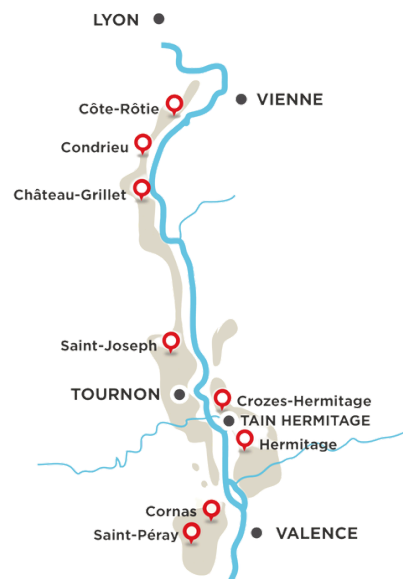 LYON
VIENNE
Côte-Rôtie
Condrieu
Château-Grillet
Saint-Joseph
TOURNON
Crozes-Hermitage
TAIN HERMITAGE
Hermitage
Cornas
Saint-Péray
VALENCE